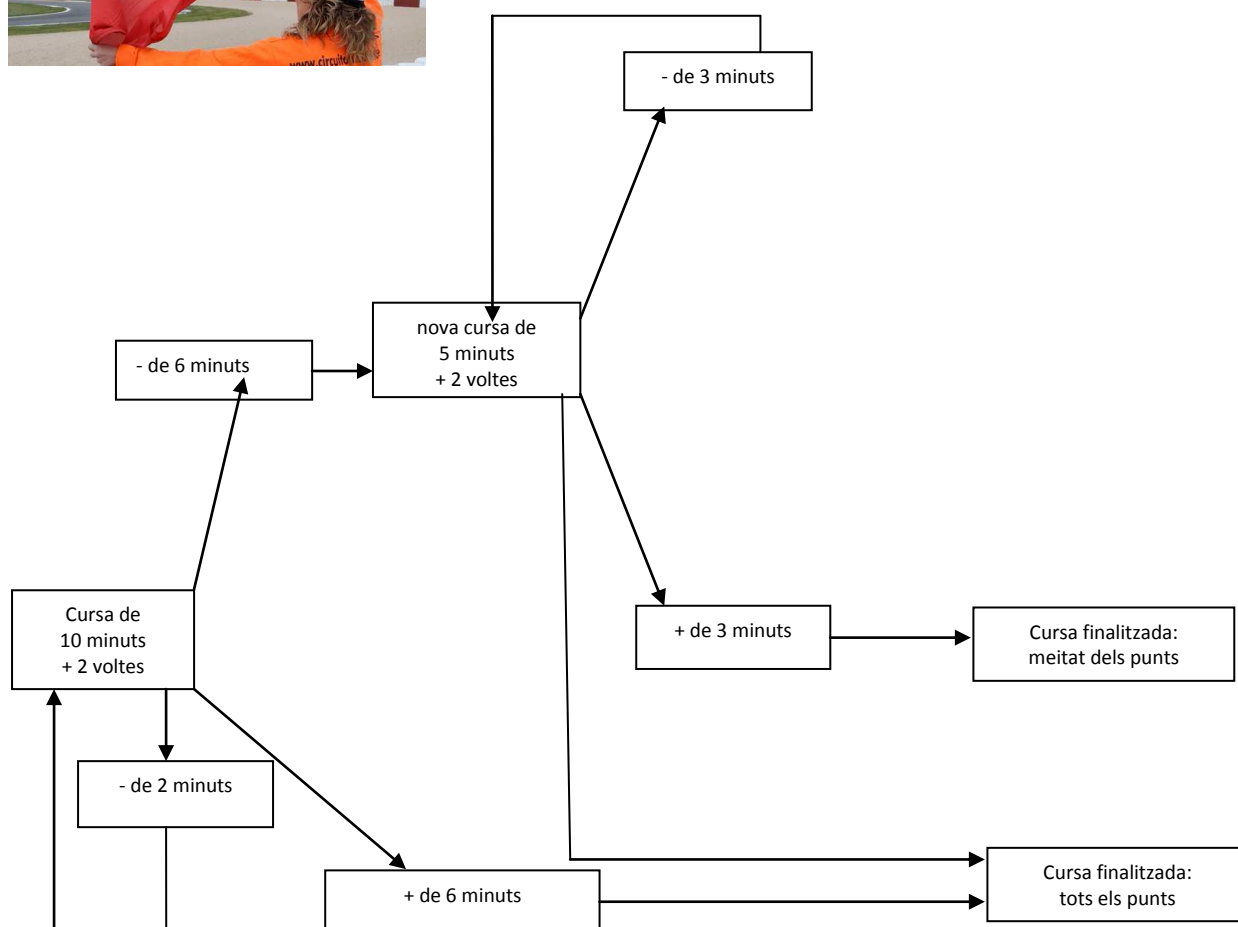 - de 3 minuts
nova cursa de
5 minuts
+ 2 voltes
- de 6 minuts
Cursa de
10 minuts
+ 2 voltes
+ de 3 minuts
Cursa finalitzada:
meitat dels punts
- de 2 minuts
+ de 6 minuts
Cursa finalitzada:
tots els punts